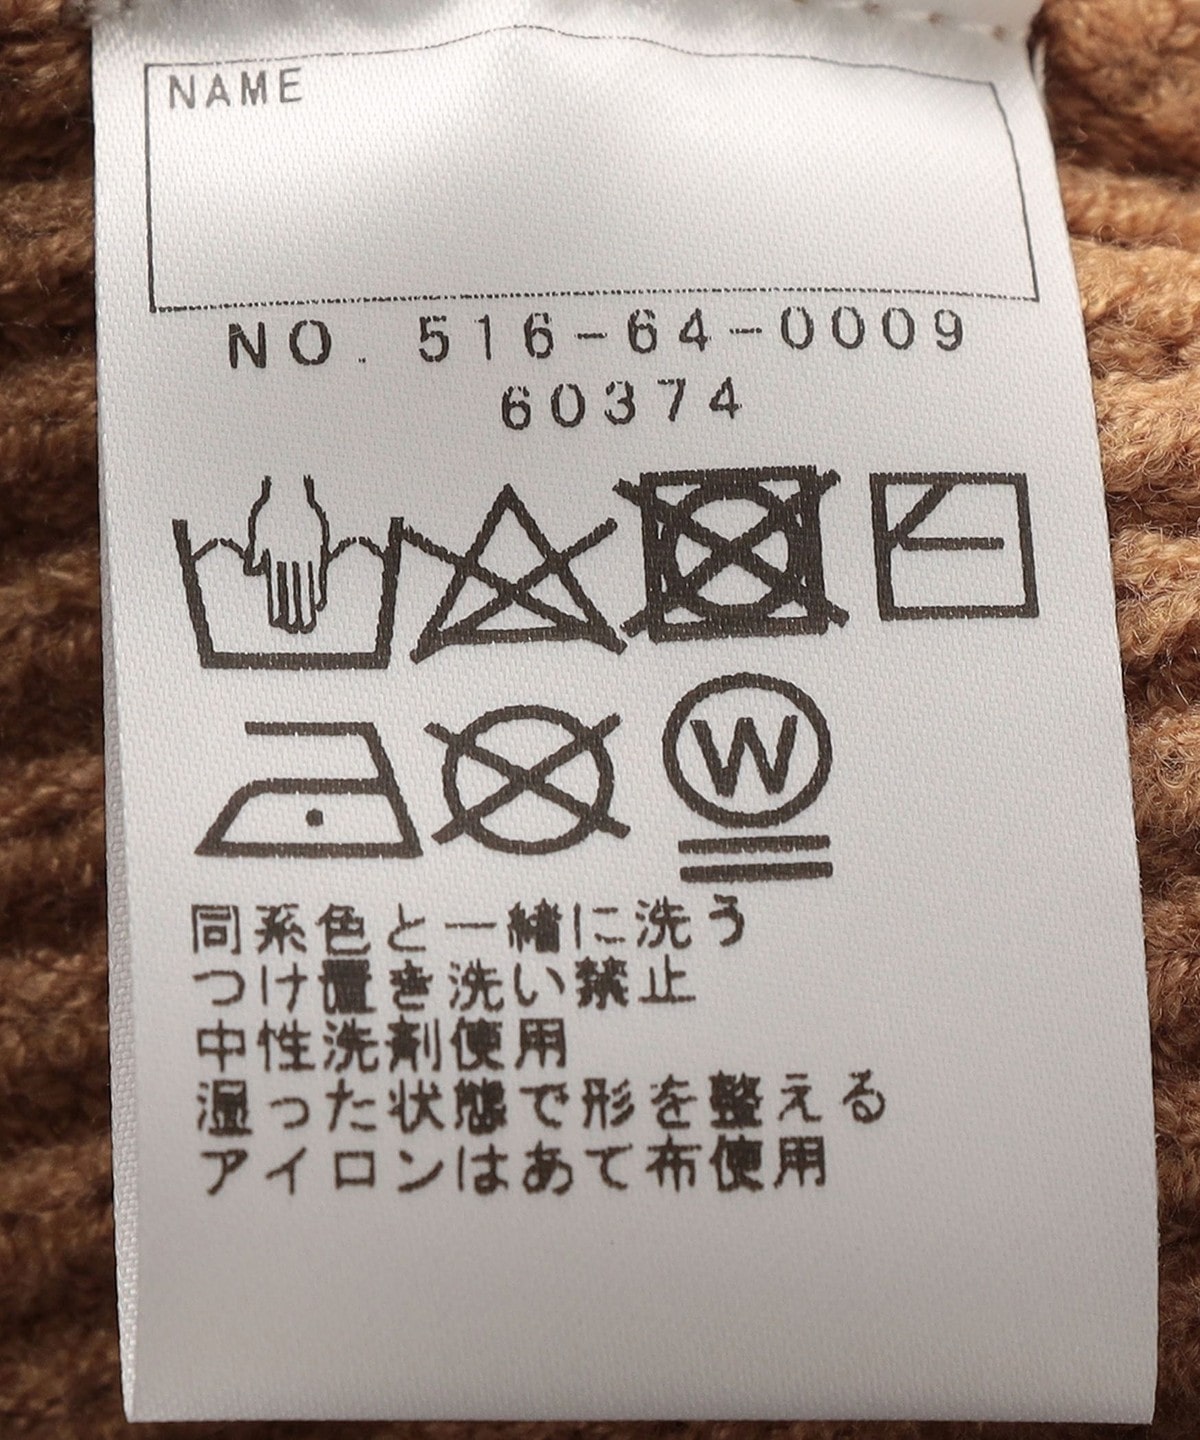 NAME
NO. 516-64-0009
60374
W
同系色と一緒に洗う
つけ置き洗い禁止
中性洗剤使用
湿った状態で形を整える
アイロンはあて布使用